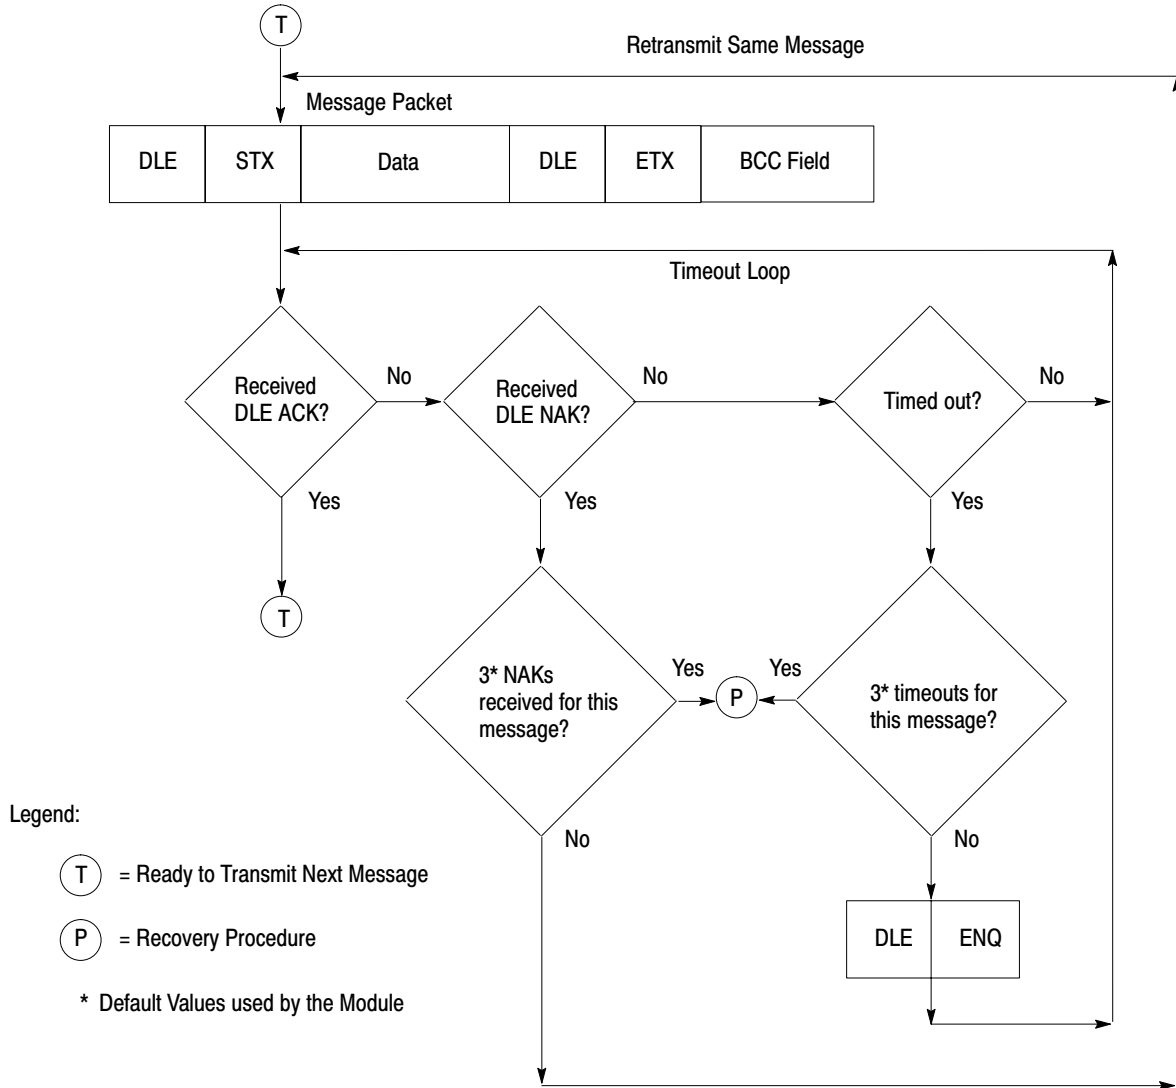 T
Retransmit Same Message
Message Packet
DLE STX Data DLE ETX BCC Field
Timeout Loop
Received
DLE ACK?
No
Received
DLE NAK?
No
Timed out?
No
Yes
Yes
Yes
T
3* NAKs
received for this
message?
Yes
P
Yes
3* timeouts for
this message?
No
No
DLE ENQ
Legend:
T = Ready to Transmit Next Message
P = Recovery Procedure
* Default Values used by the Module